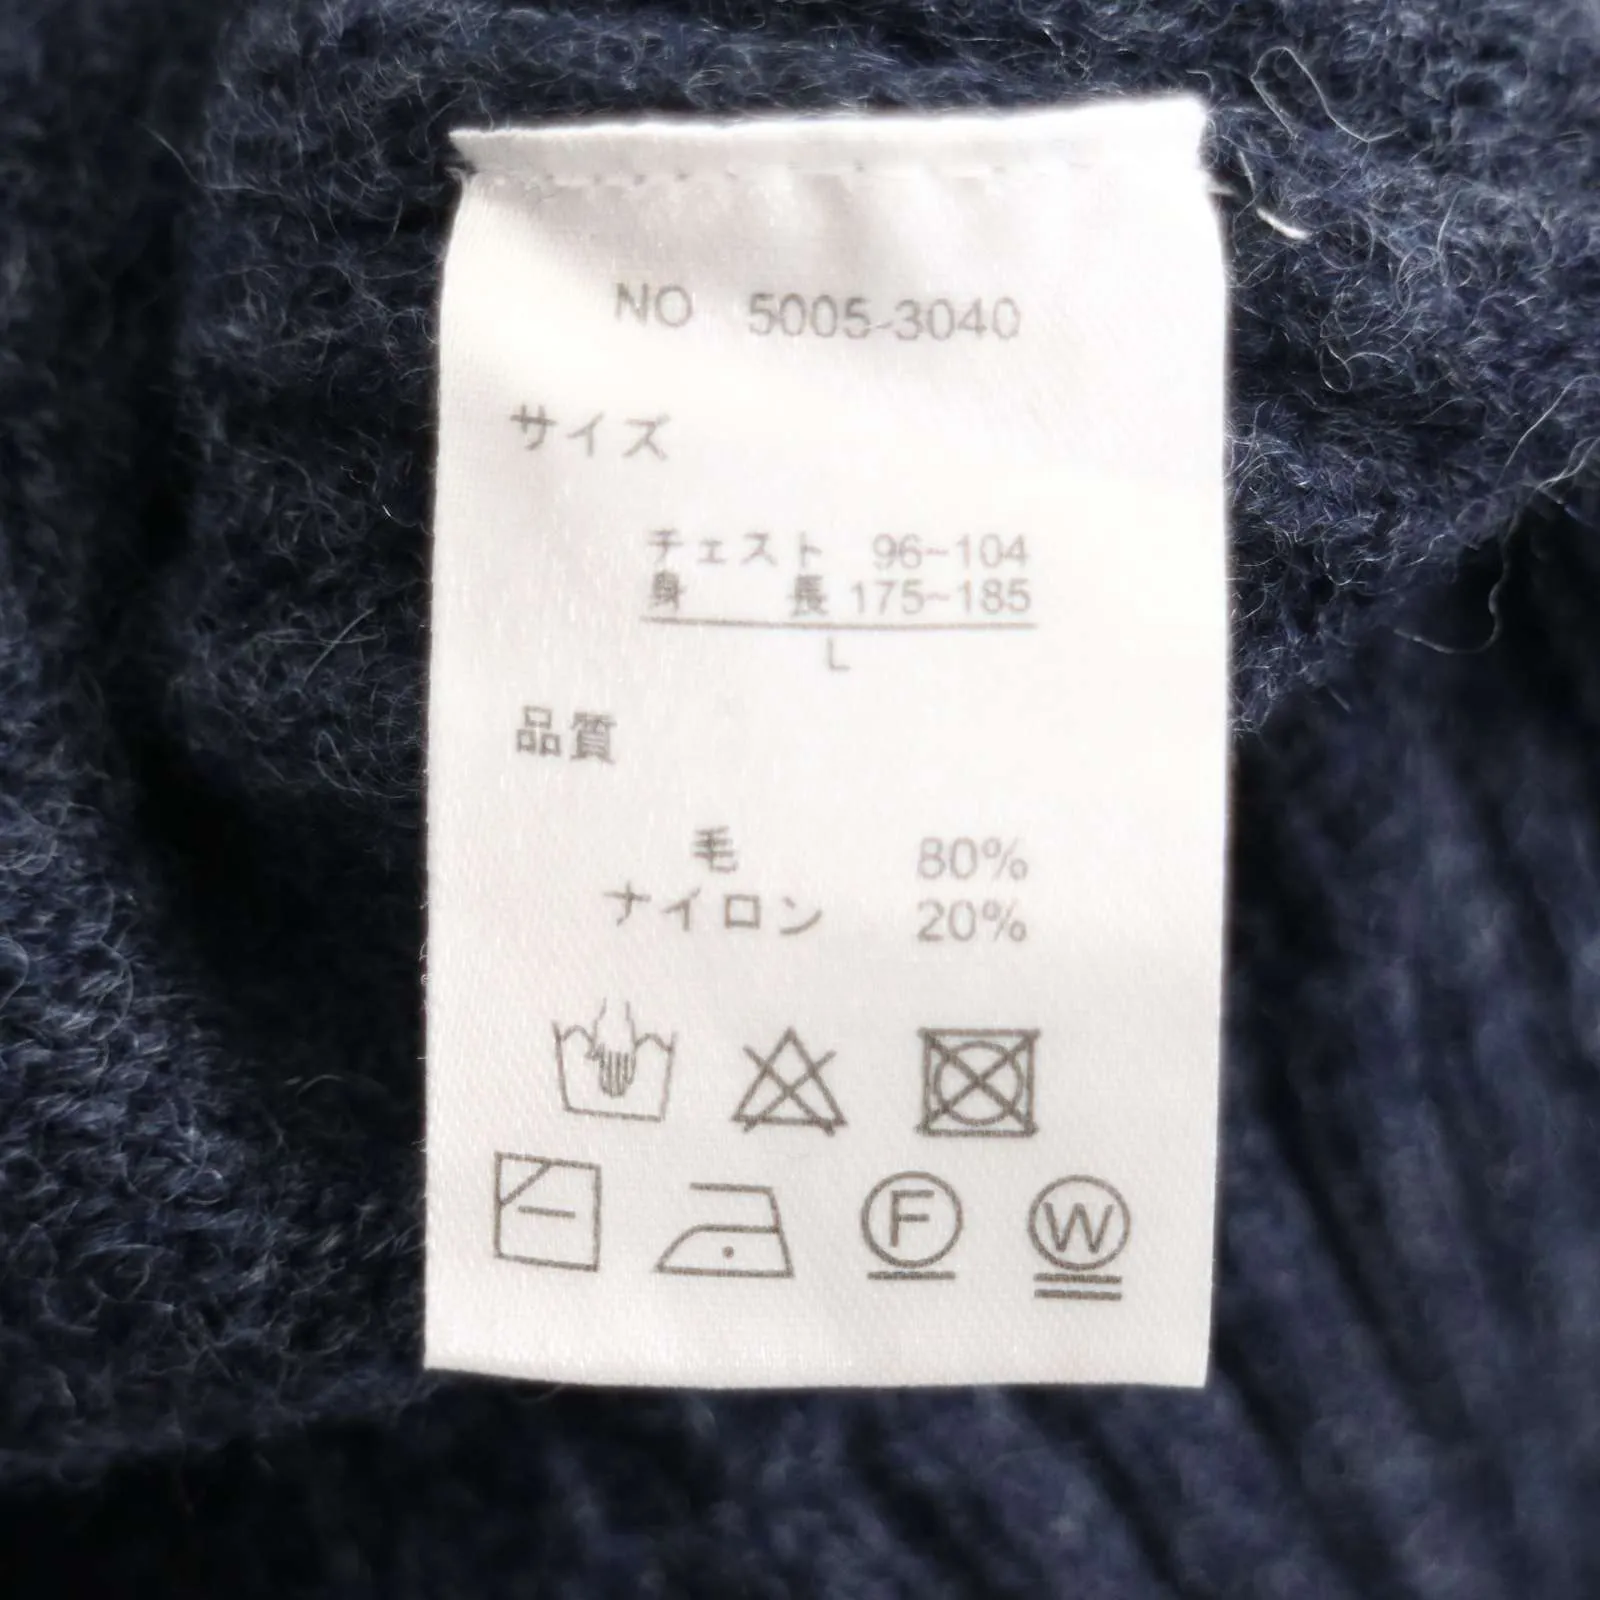 NO 5005-3040
サイズ
チェスト 96~104
身長 175~185
L
品質
毛 80%
ナイロン 20%
F W